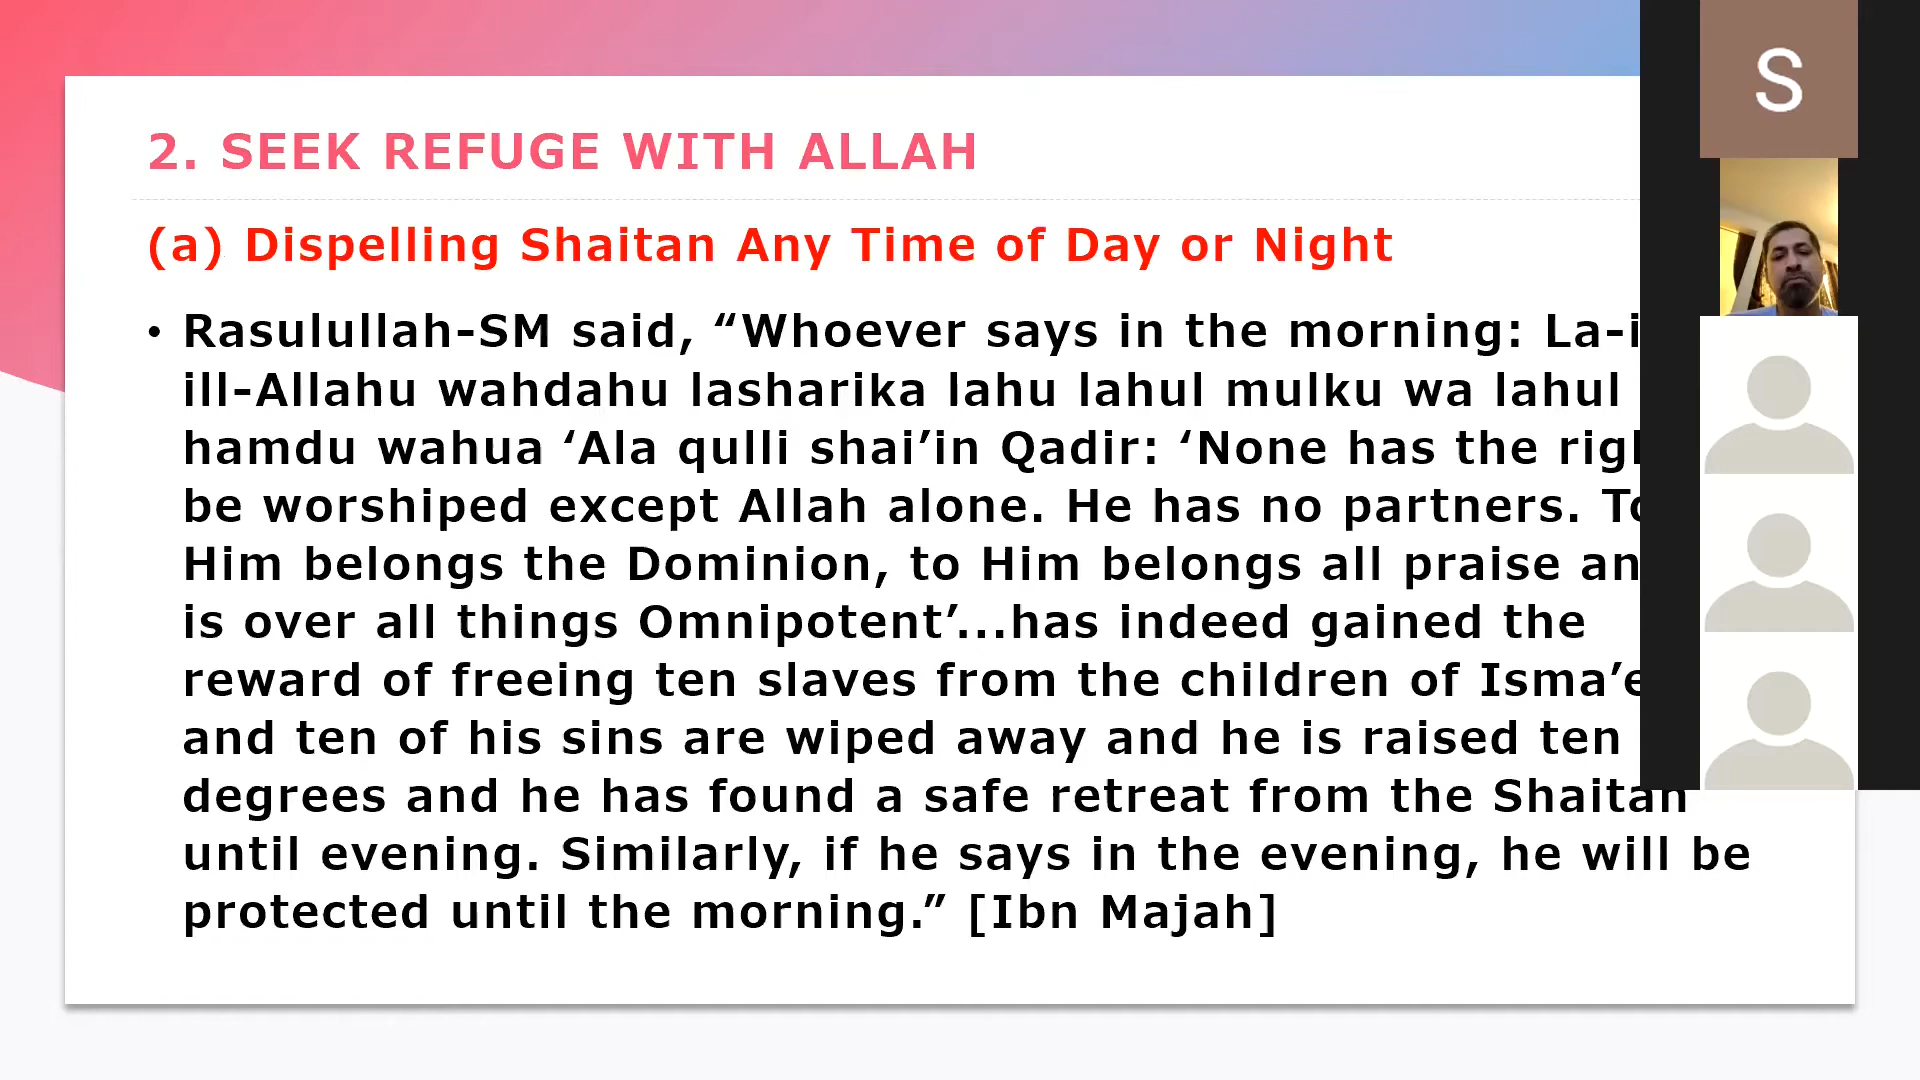 2. SEEK REFUGE WITH ALLAH
(a) Dispelling Shaitan Any Time of Day or Night
• Rasulullah-SM said, “Whoever says in the morning:
ill-Allahu wahdahu lasharika lahu lahul mulku wa lahul
hamdu wahua ‘Ala qulli shai’in Qadir: ‘None has the
be worshiped except Allah alone. He has no partners. To
Him belongs the Dominion, to Him belongs all praise
is over all things Omnipotent’...has indeed gained the
reward of freeing ten slaves from the children of
and ten of his sins are wiped away and he is raised ten
degrees and he has found a safe retreat from the Shaitan
until evening. Similarly, if he says in the evening, he will be
protected until the morning.” [Ibn Majah]
S